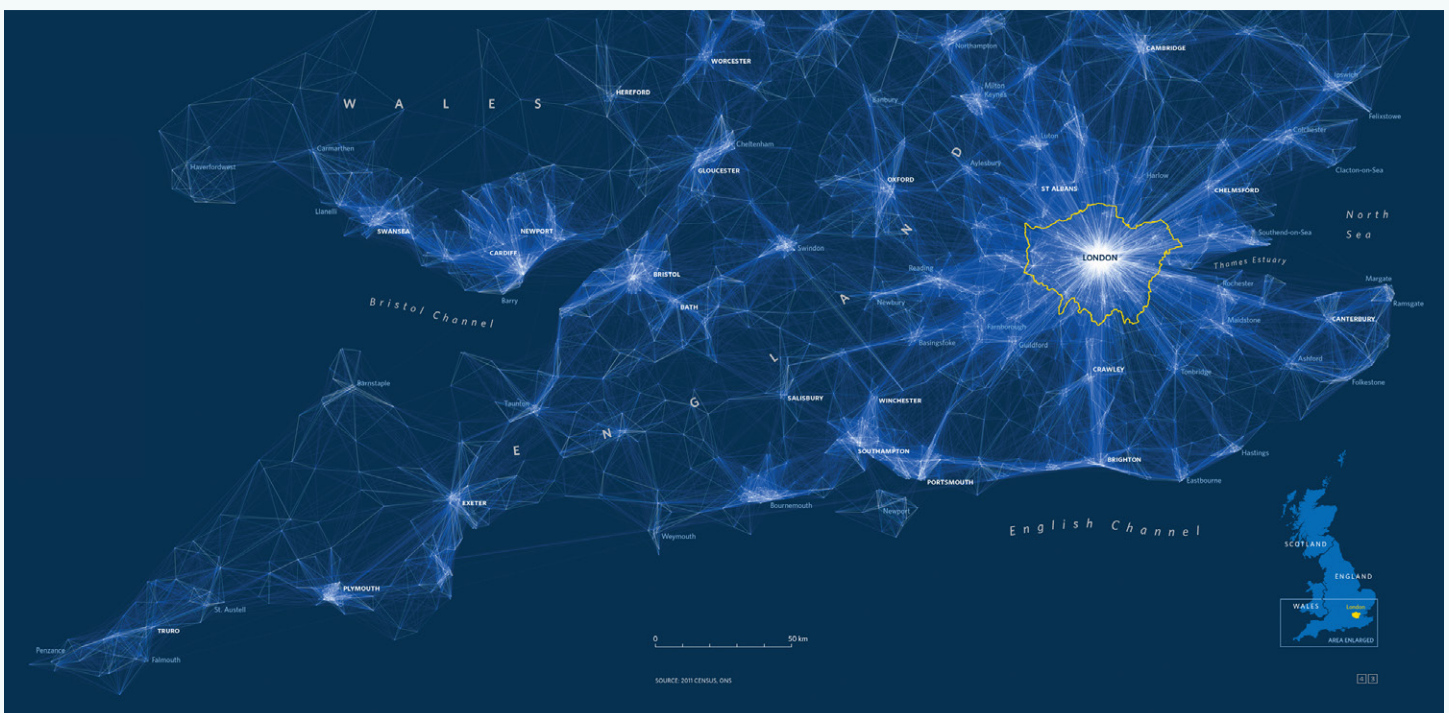 Northampton
CAMBRIDGE
WORCESTER
Ipswich
HEREFORD
Milton
Keynes
Banbury
WALES
Felixstowe
Luton
Colchester
Carmarthen
Cheltenham
Haverfordwest
GLOUCESTER
Aylesbury
Clacton-on-Sea
OXFORD
ST ALBANS
Harlow
CHELMSFORD
Llanelli
North
Sea
SWANSEA
NEWPORT
Southend-on-Sea
CARDIFF
Swindon
LONDON
Thames Estuary
BRISTOL
Reading
Margate
Barry
Rochester
Bristol Channel
BATH
Newbury
Ramsgate
Maidstone
CANTERBURY
Farnborough
Basingstoke
Guildford
Ashford
CRAWLEY
Tonbridge
Folkestone
Barnstaple
SALISBURY
WINCHESTER
Taunton
ENGLAND
SOUTHAMPTON
Hastings
BRIGHTON
PORTSMOUTH
Eastbourne
EXETER
Bournemouth
Newport
English Channel
Weymouth
SCOTLAND
ENGLAND
PLYMOUTH
WALES
London
St. Austell
TRURO
0 50 km
AREA ENLARGED
Penzance
Falmouth
SOURCE: 2011 CENSUS, ONS